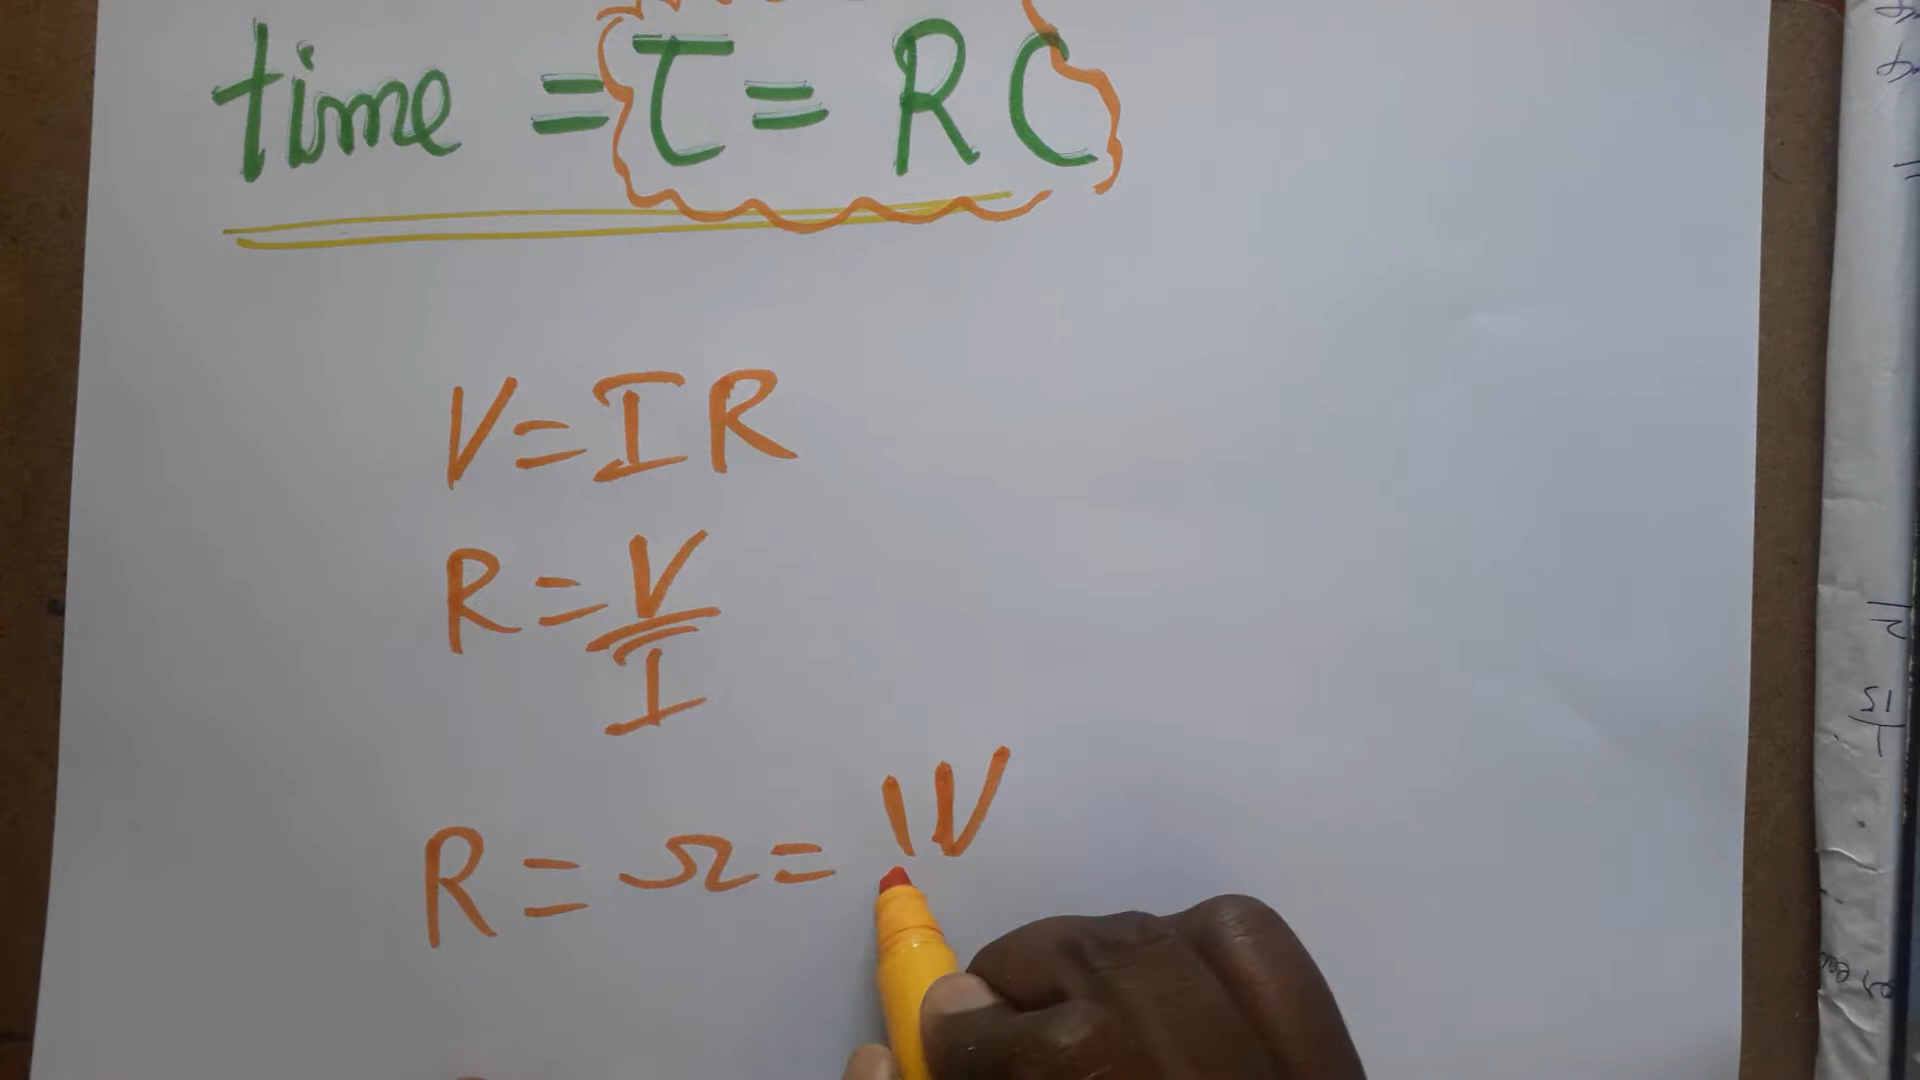 time = τ = RC
V = IR
R = V/I
R = Ω = 1V